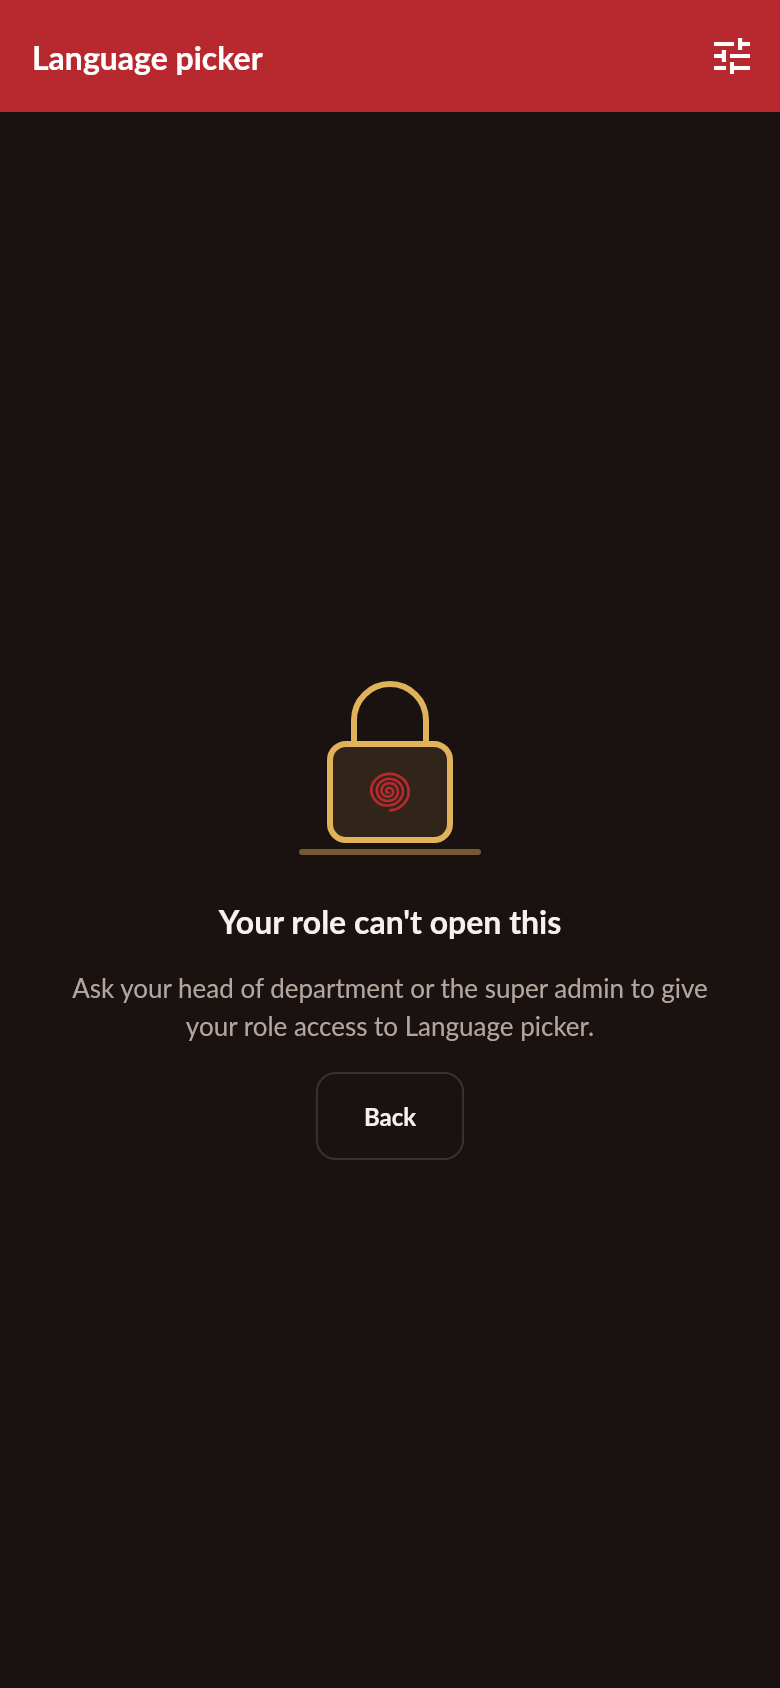 Language picker
Your role can't open this
Ask your head of department or the super admin to give
your role access to Language picker.
Back